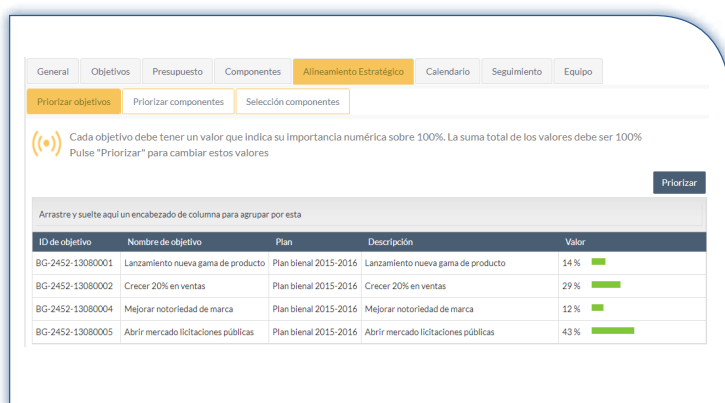 General Objetivos Presupuesto Componentes Alineamiento Estratégico Calendario Seguimiento Equipo
Priorizar objetivos Priorizar componentes Selección componentes
Cada objetivo debe tener un valor que indica su importancia numérica sobre 100%. La suma total de los valores debe ser 100%
Pulse "Priorizar" para cambiar estos valores
Priorizar
Arrastre y suelte aqui un encabezado de columna para agrupar por esta
ID de objetivo Nombre de objetivo Plan Descripción Valor
BG-2452-13080001 Lanzamiento nueva gama de producto Plan bienal 2015-2016 Lanzamiento nueva gama de producto 14 %
BG-2452-13080002 Crecer 20% en ventas Plan bienal 2015-2016 Crecer 20% en ventas 29 %
BG-2452-13080004 Mejorar notoriedad de marca Plan bienal 2015-2016 Mejorar notoriedad de marca 12 %
BG-2452-13080005 Abrir mercado licitaciones públicas Plan bienal 2015-2016 Abrir mercado licitaciones públicas 43 %